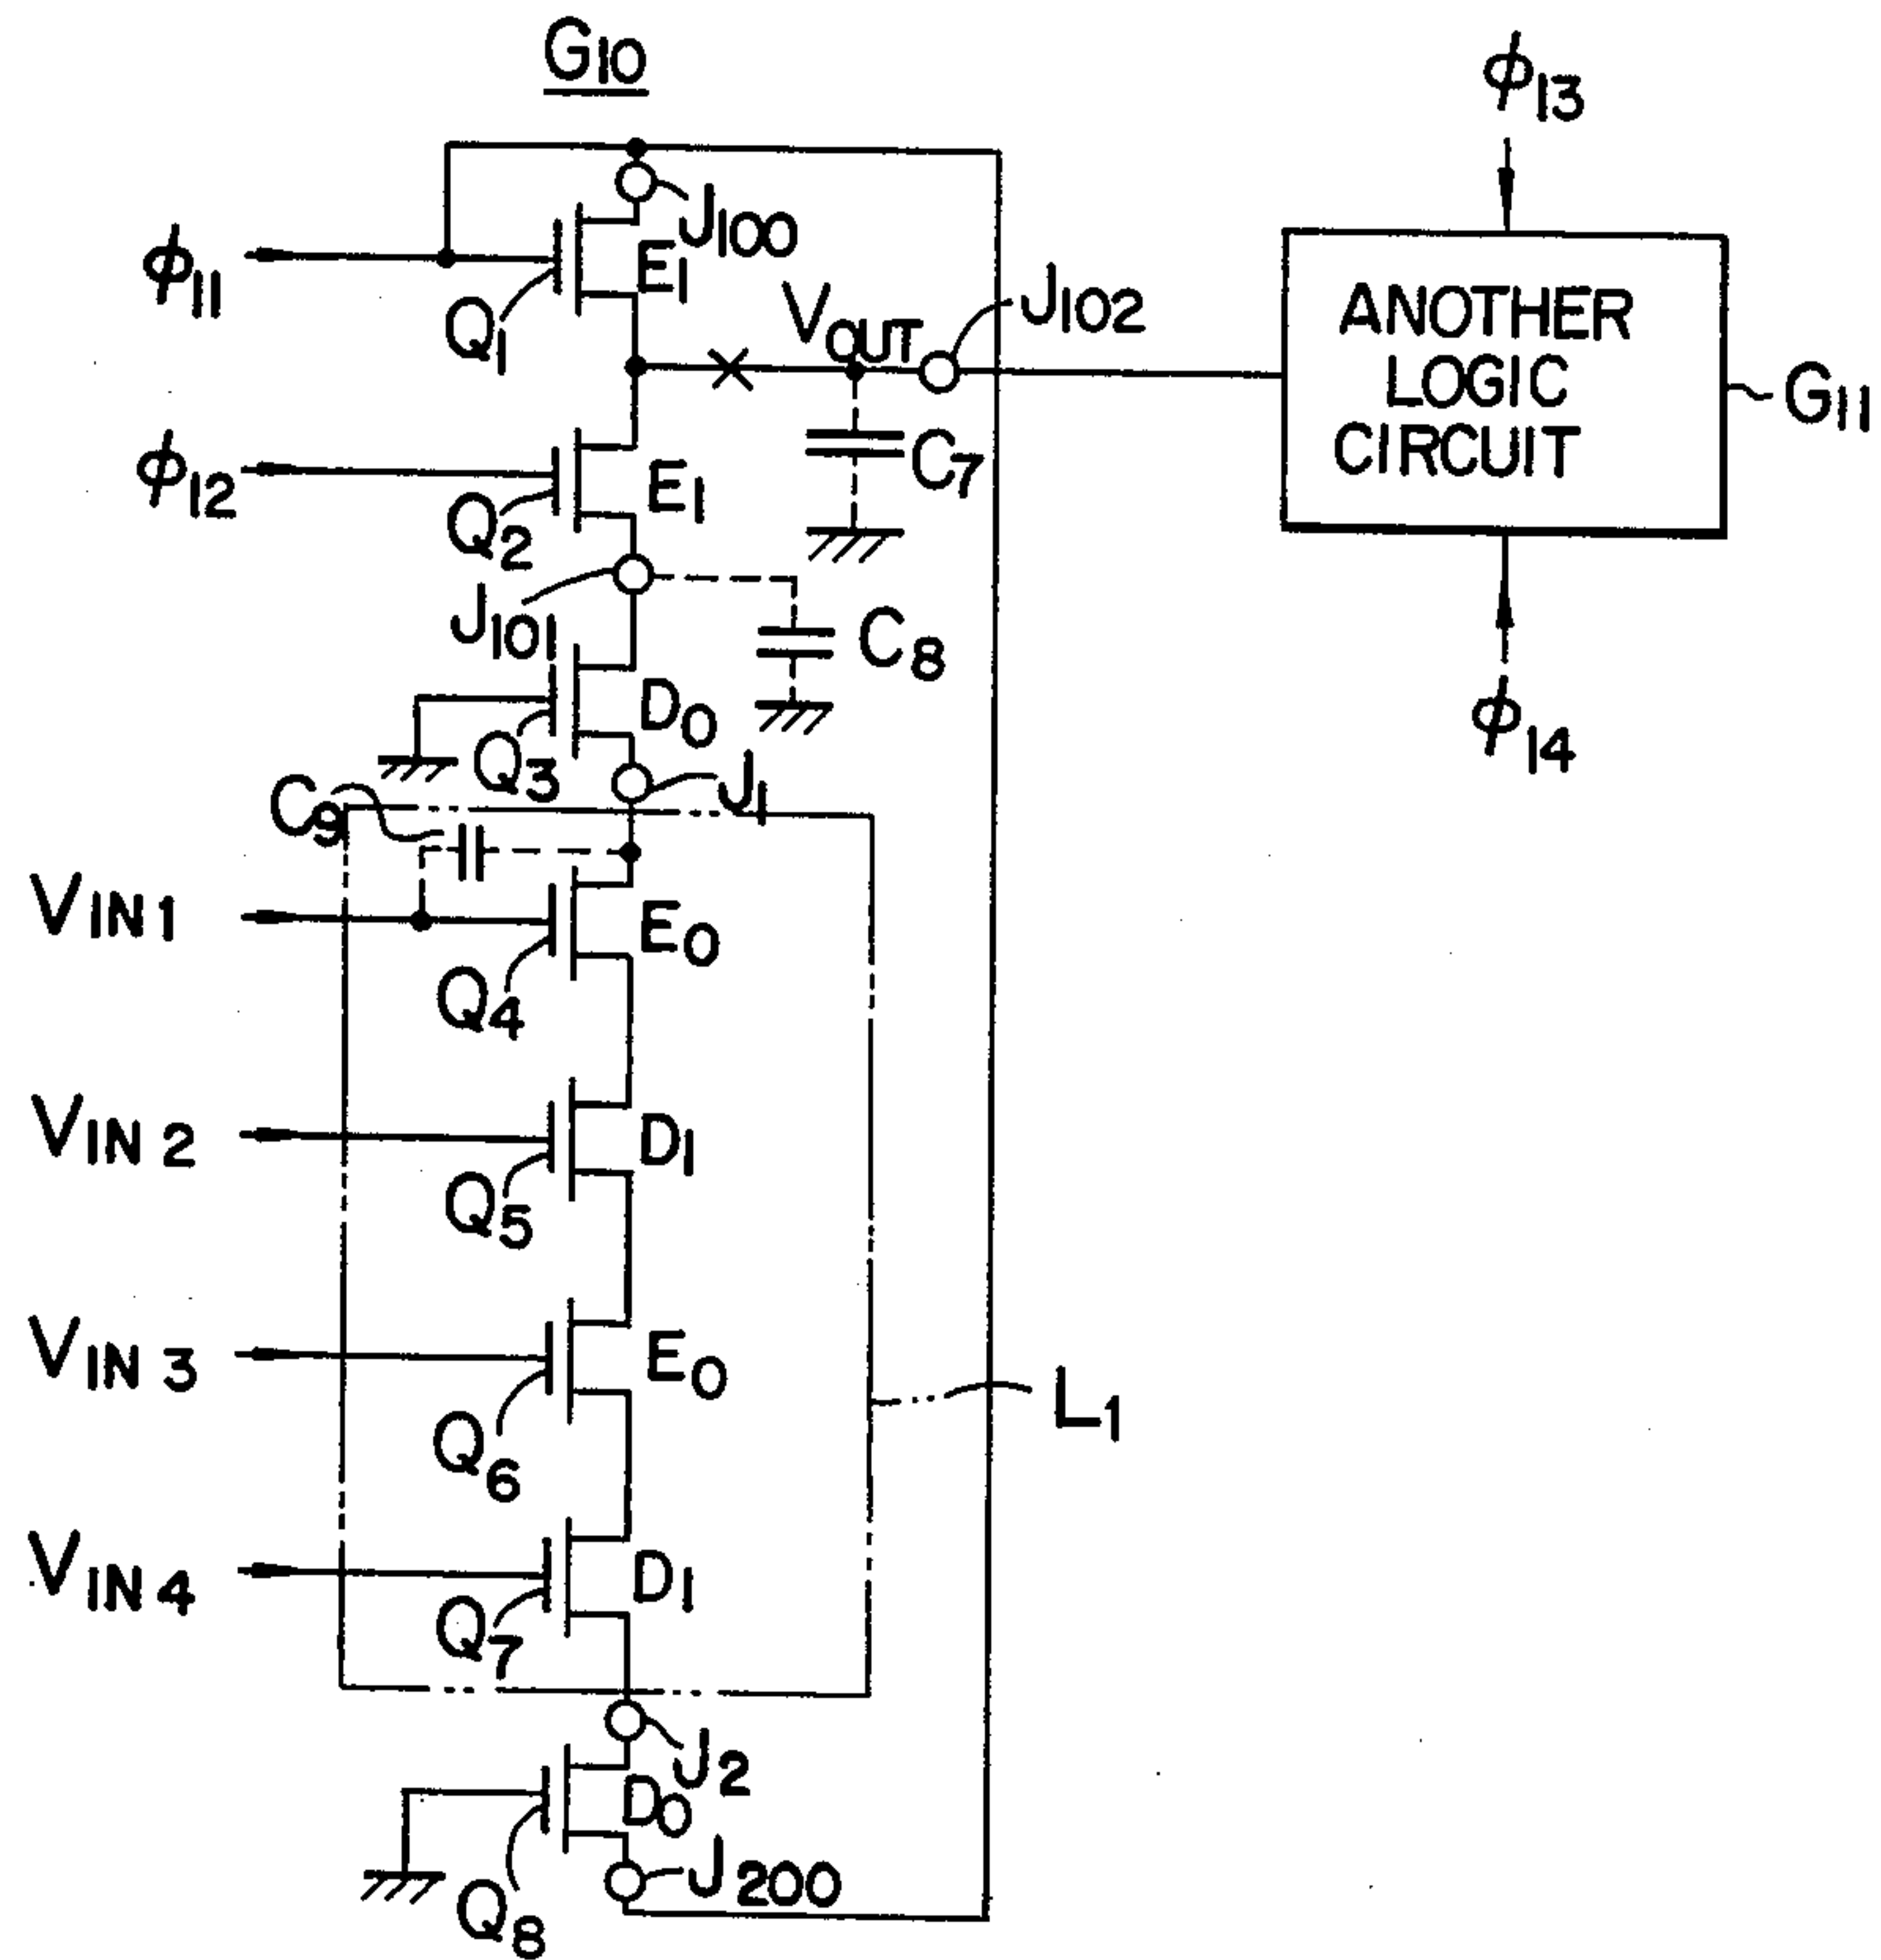 G10
φ13
J100
φ11
E1
Q1
VOUT
J102
ANOTHER
LOGIC
CIRCUIT
G11
φ12
E1
C7
Q2
J101
C8
D0
Q3
φ14
J1
C9
VIN1
E0
Q4
VIN2
D1
Q5
VIN3
E0
L1
Q6
VIN4
D1
Q7
J2
D0
J200
Q8